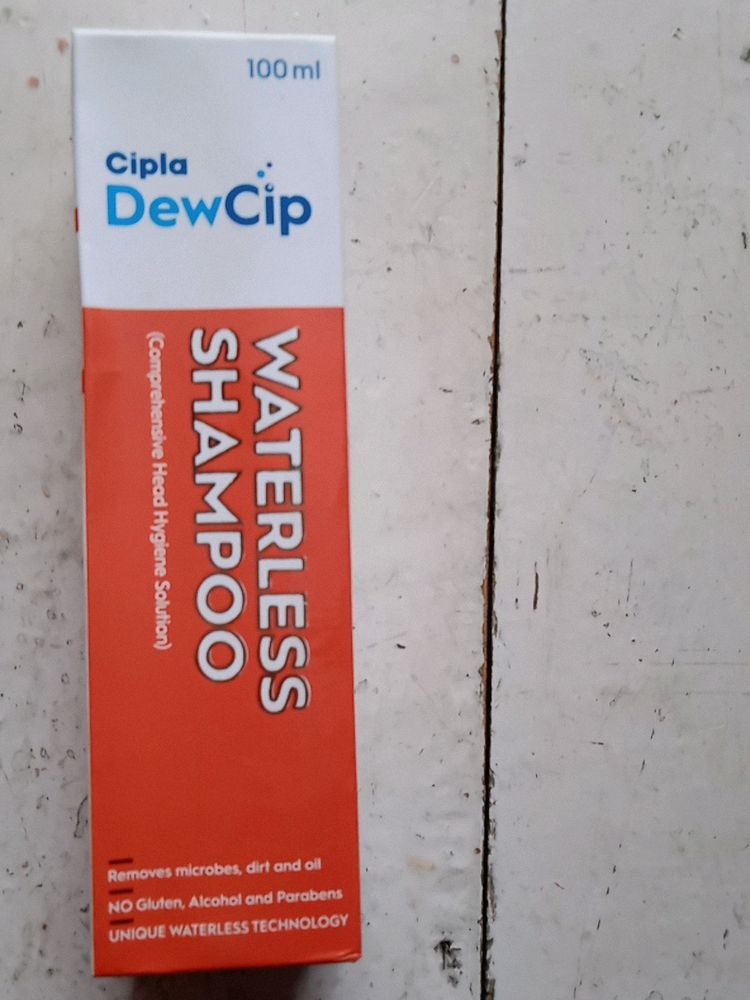 100 ml
Cipla
DewCip
WATERLESS
SHAMPOO
(Comprehensive Head Hygiene Solution)
Removes microbes, dirt and oil
NO Gluten, Alcohol and Parabens
UNIQUE WATERLESS TECHNOLOGY